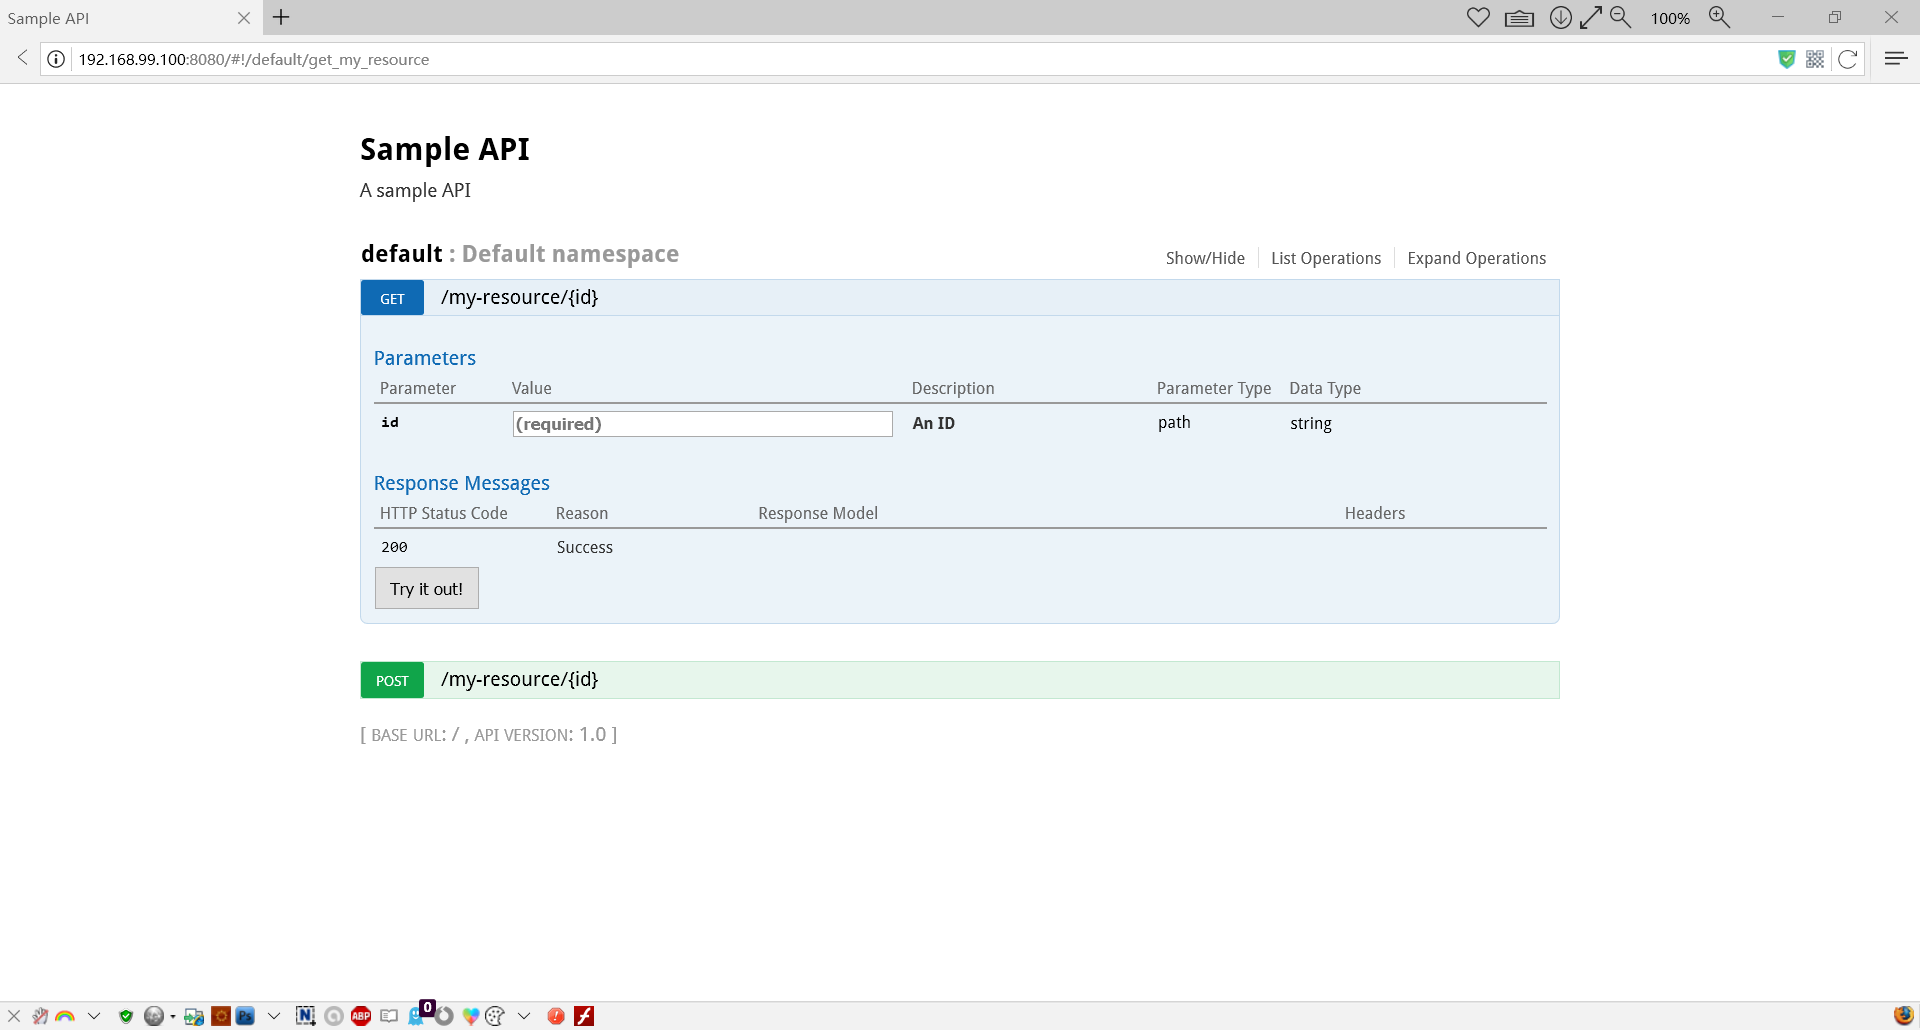 Sample API
100%
192.168.99.100:8080/#!/default/get_my_resource
Sample API
A sample API
default : Default namespace
Show/Hide
List Operations
Expand Operations
GET /my-resource/{id}
Parameters
Parameter Value Description Parameter Type Data Type
id (required) An ID path string
Response Messages
HTTP Status Code Reason Response Model Headers
200 Success
Try it out!
POST /my-resource/{id}
[ BASE URL: / , API VERSION: 1.0 ]
Ps N ABP 0